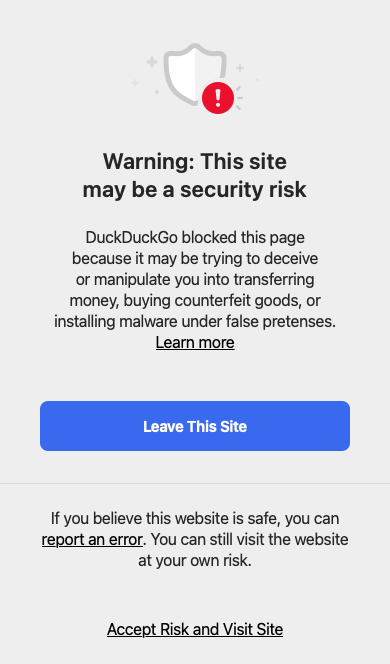 Warning: This site
may be a security risk
DuckDuckGo blocked this page
because it may be trying to deceive
or manipulate you into transferring
money, buying counterfeit goods, or
installing malware under false pretenses.
Learn more
Leave This Site
If you believe this website is safe, you can
report an error. You can still visit the website
at your own risk.
Accept Risk and Visit Site